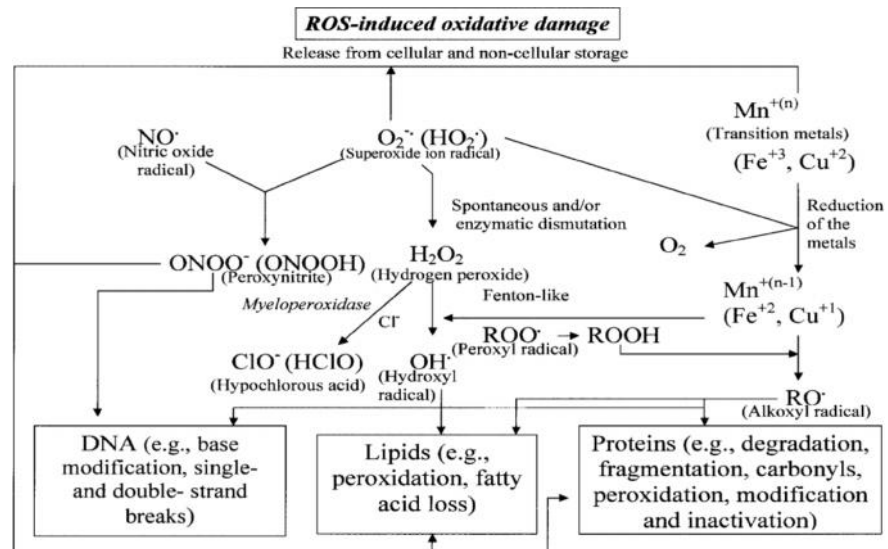 ROS-induced oxidative damage
Release from cellular and non-cellular storage
NO·
(Nitric oxide
radical)
O₂⁻· (HO₂·)
(Superoxide ion radical)
Mn⁺⁽ⁿ⁾
(Transition metals)
(Fe⁺³, Cu⁺²)
Spontaneous and/or
enzymatic dismutation
Reduction
of the
metals
O₂
ONOO⁻ (ONOOH)
(Peroxynitrite)
H₂O₂
(Hydrogen peroxide)
Mn⁺⁽ⁿ⁻¹⁾
(Fe⁺², Cu⁺¹)
Myeloperoxidase
Cl⁻
Fenton-like
ROO·
(Peroxyl radical)
ROOH
ClO⁻ (HClO)
(Hypochlorous acid)
OH·
(Hydroxyl
radical)
RO·
(Alkoxyl radical)
DNA (e.g., base
modification, single-
and double- strand
breaks)
Lipids (e.g.,
peroxidation, fatty
acid loss)
Proteins (e.g., degradation,
fragmentation, carbonyls,
peroxidation, modification
and inactivation)